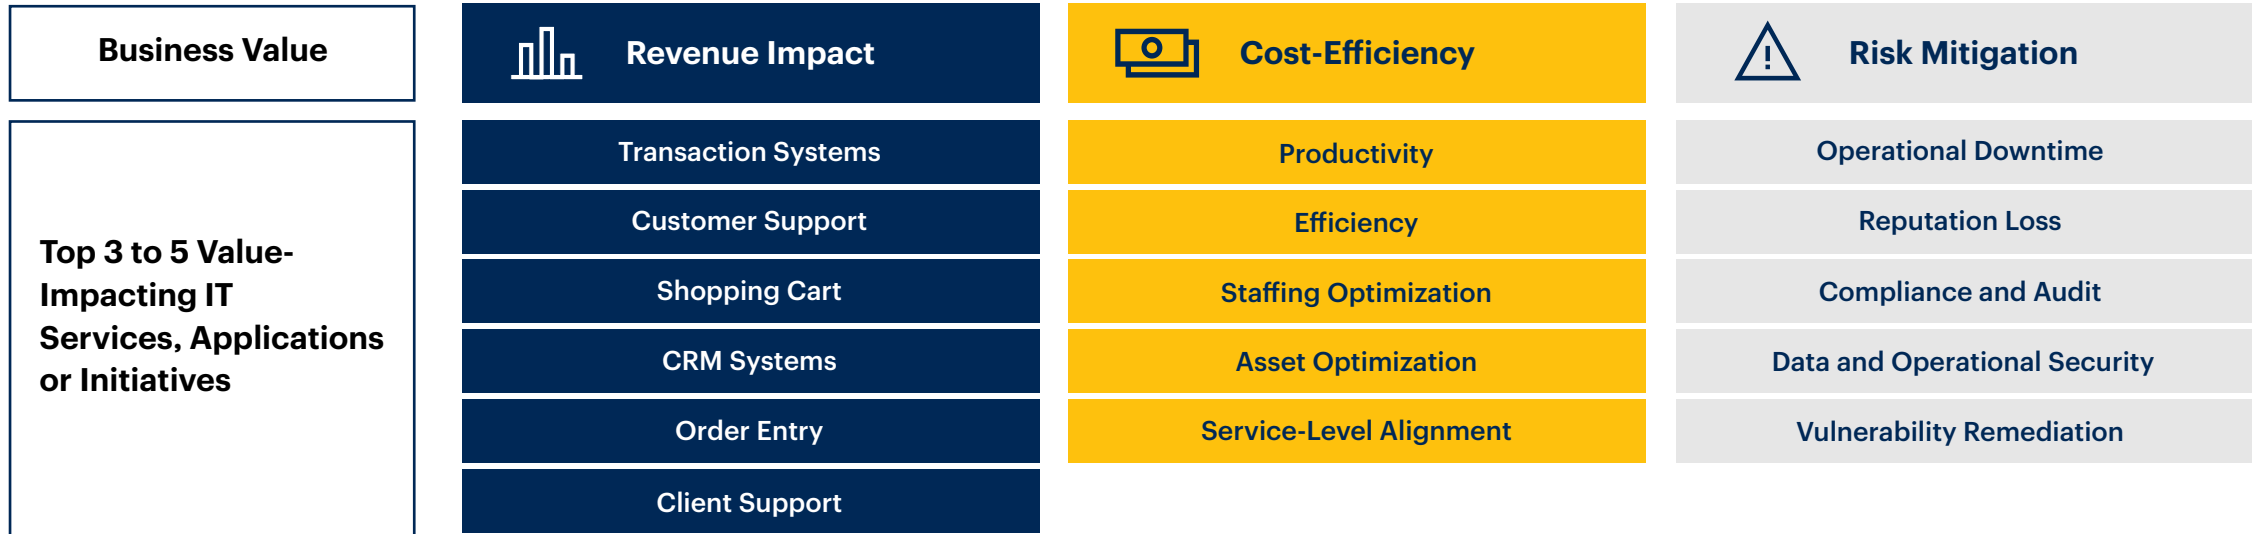 Business Value
Revenue Impact
Cost-Efficiency
Risk Mitigation
Top 3 to 5 Value-
Impacting IT
Services, Applications
or Initiatives
Transaction Systems
Customer Support
Shopping Cart
CRM Systems
Order Entry
Client Support
Productivity
Efficiency
Staffing Optimization
Asset Optimization
Service-Level Alignment
Operational Downtime
Reputation Loss
Compliance and Audit
Data and Operational Security
Vulnerability Remediation